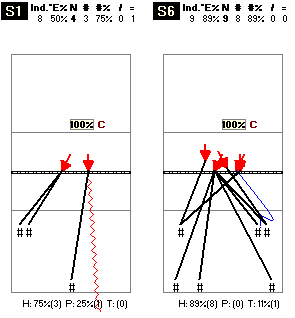 S1 Ind.*E% N # #% / =
8 50% 4 3 75% 0 1
S6 Ind.*E% N # #% / =
9 89% 9 8 89% 0 0
100% C
100% C
# #
#
# # #
# # #
H: 75%(3) P: 25%(1) T: (0)
H: 89%(8) P: (0) T: 11%(1)